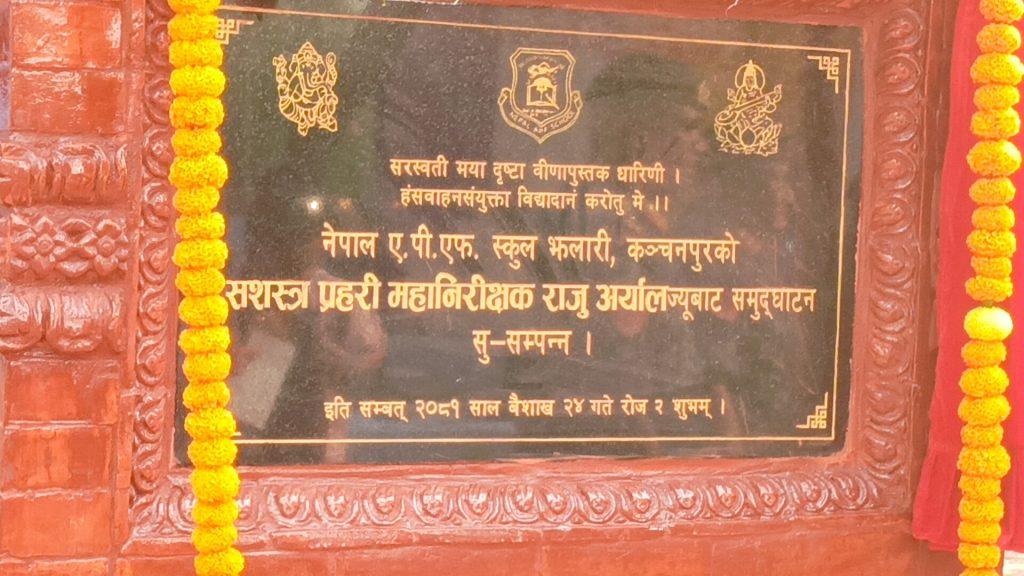 सरस्वती मया दृष्टा वीणापुस्तक धारिणी ।
हंसवाहनसंयुक्ता विद्यादानं करोतु मे ।।
नेपाल ए.पी.एफ. स्कुल झलारी, कञ्चनपुरको
सशस्त्र प्रहरी महानिरीक्षक राजु अर्यालज्यूबाट समुद्घाटन
सु-सम्पन्न ।
इति सम्बत् २०८१ साल बैशाख २४ गते रोज २ शुभम् ।